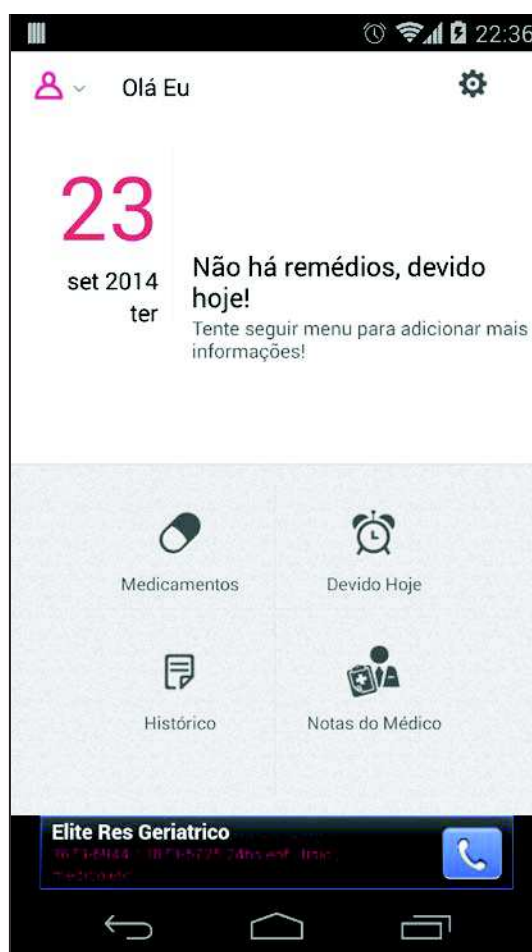 22:36
Olá Eu
23
set 2014
ter
Não há remédios, devido
hoje!
Tente seguir menu para adicionar mais
informações!
Medicamentos
Devido Hoje
Histórico
Notas do Médico
Elite Res Geriatrico